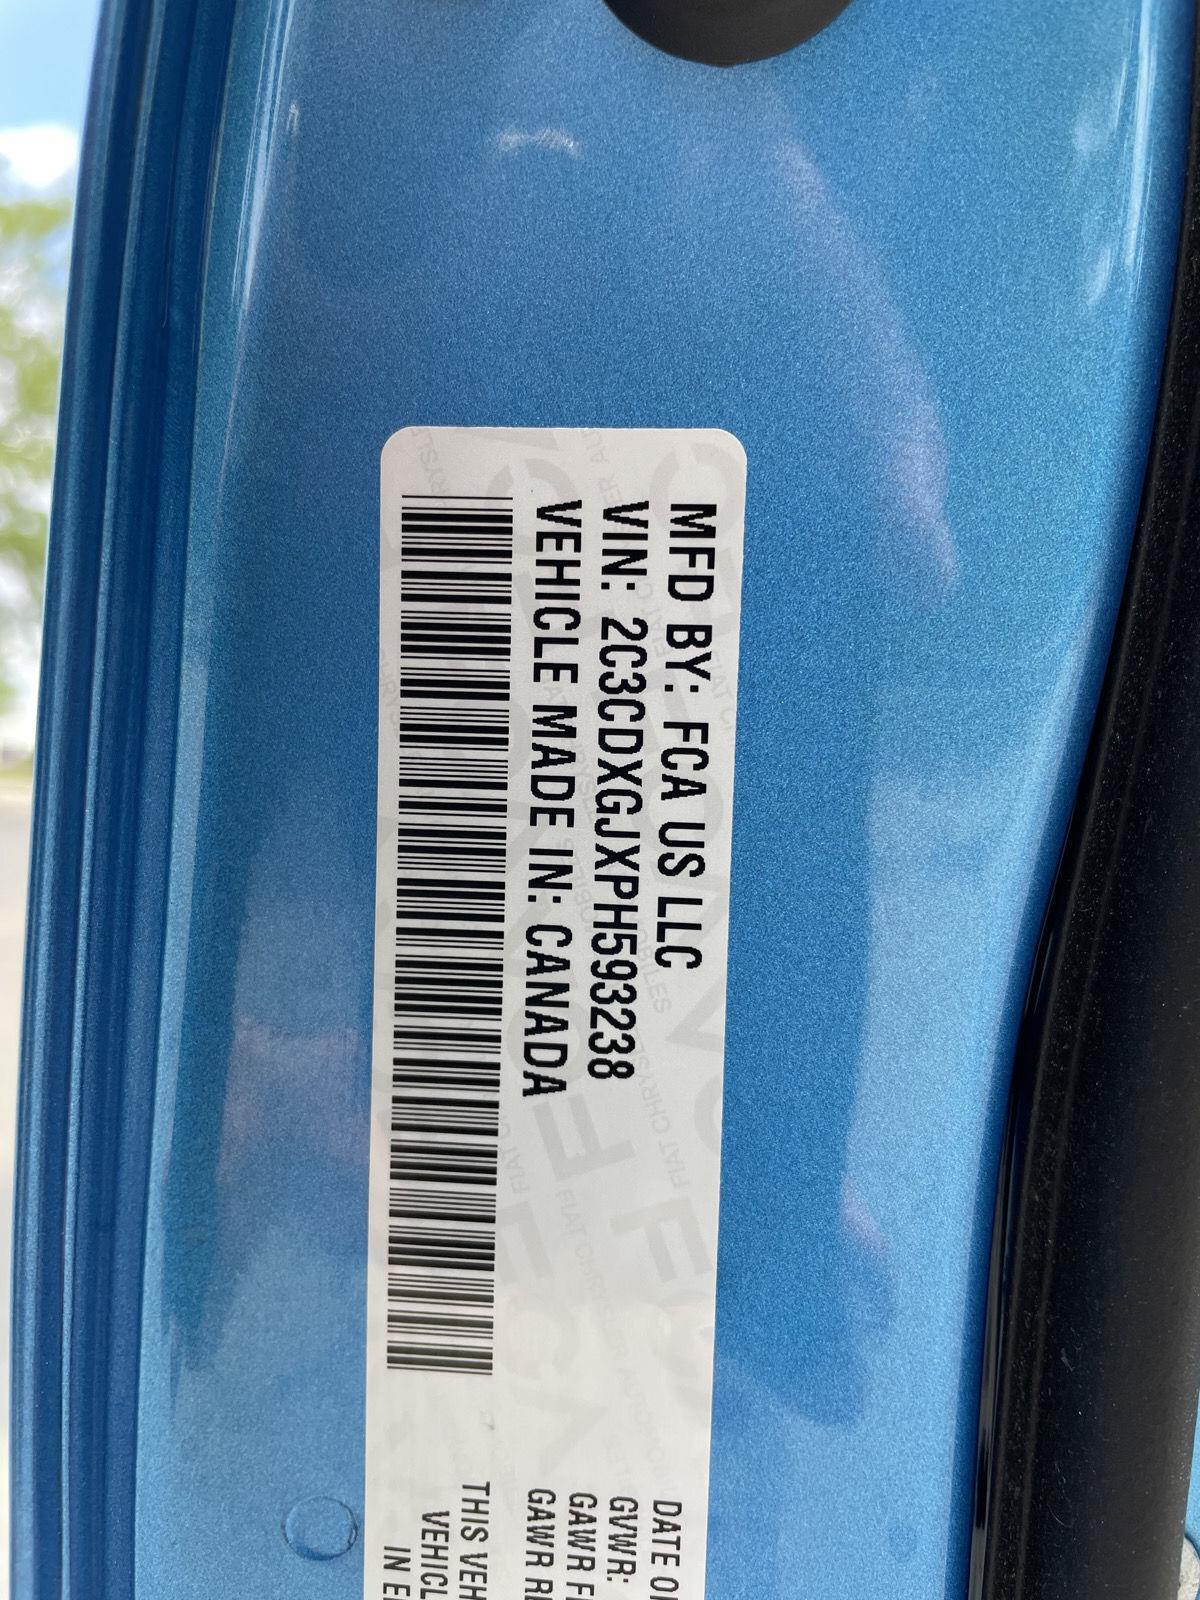 MFD BY: FCA US LLC
VIN: 2C3CDXGJXPH593238
VEHICLE MADE IN: CANADA
DATE O
GVWR:
GAWR F
GAWR R
THIS VEH
VEHICL
IN E